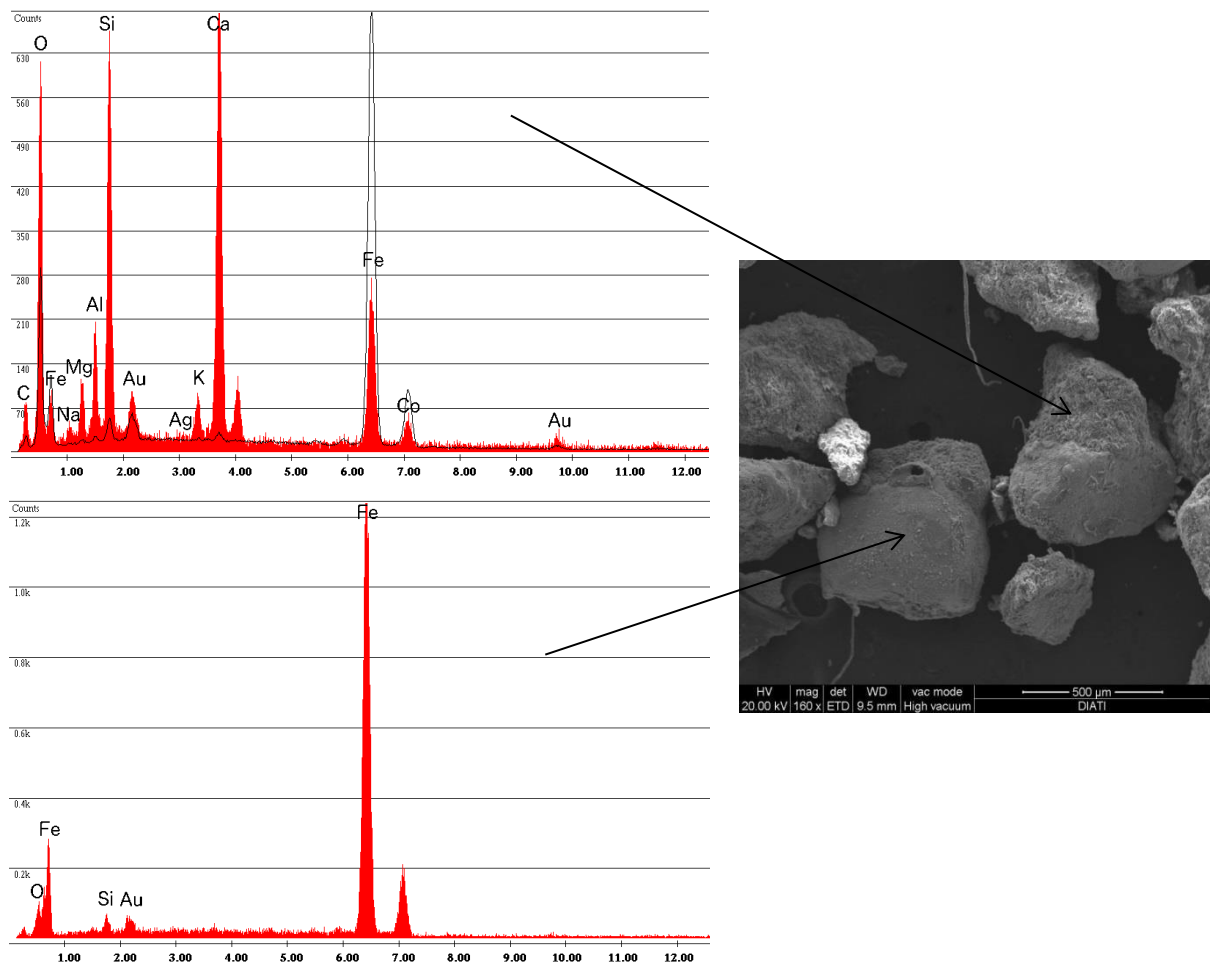 Counts
O
Si
Ca
630
560
490
420
350
280
Fe
210
Al
140
Mg
Fe
Au
K
C
70
Na
Ag
Co
Au
1.00 2.00 3.00 4.00 5.00 6.00 7.00 8.00 9.00 10.00 11.00 12.00
Counts
Fe
1.2k
1.0k
0.8k
0.6k
0.4k
Fe
0.2k
O
Si
Au
1.00 2.00 3.00 4.00 5.00 6.00 7.00 8.00 9.00 10.00 11.00 12.00
HV mag det WD vac mode 500 µm
20.00 kV 160 x ETD 9.5 mm High vacuum DIATI